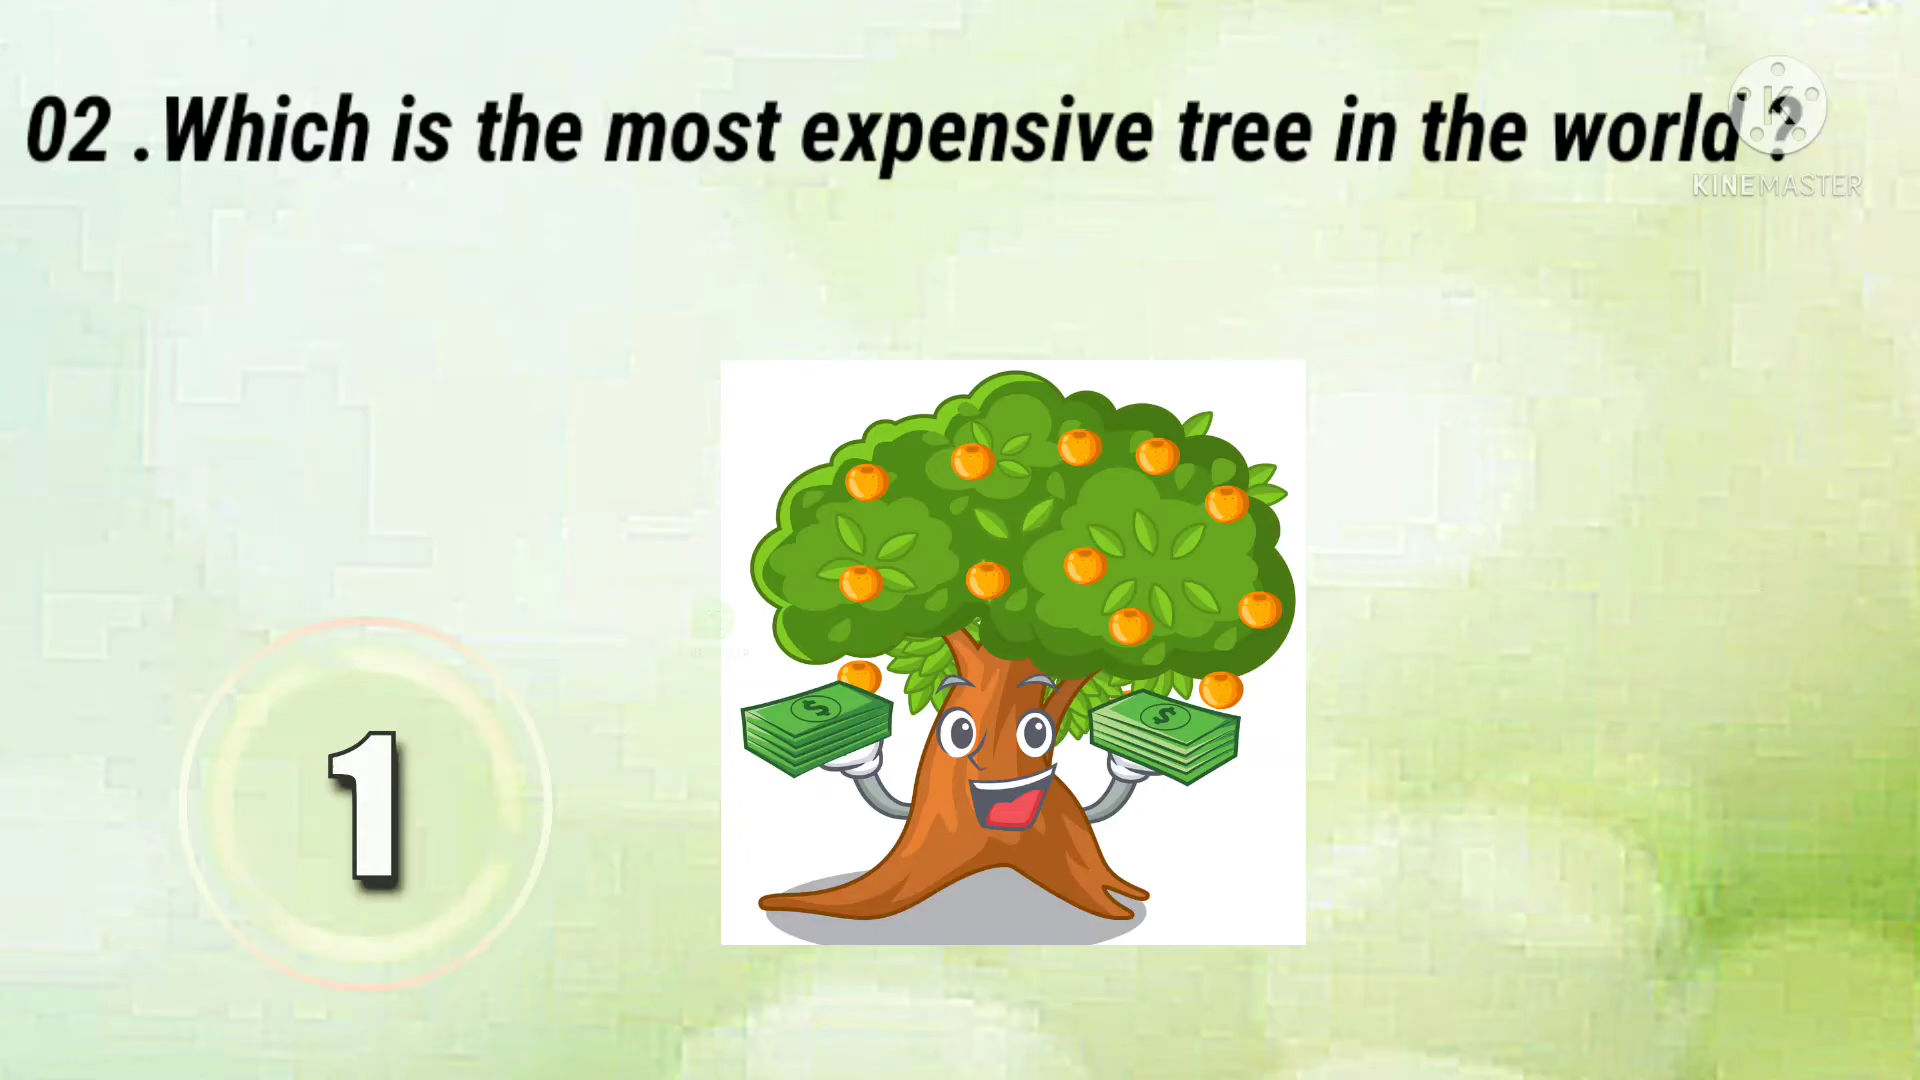 02 .Which is the most expensive tree in the world ?
KINEMASTER
1
$
$